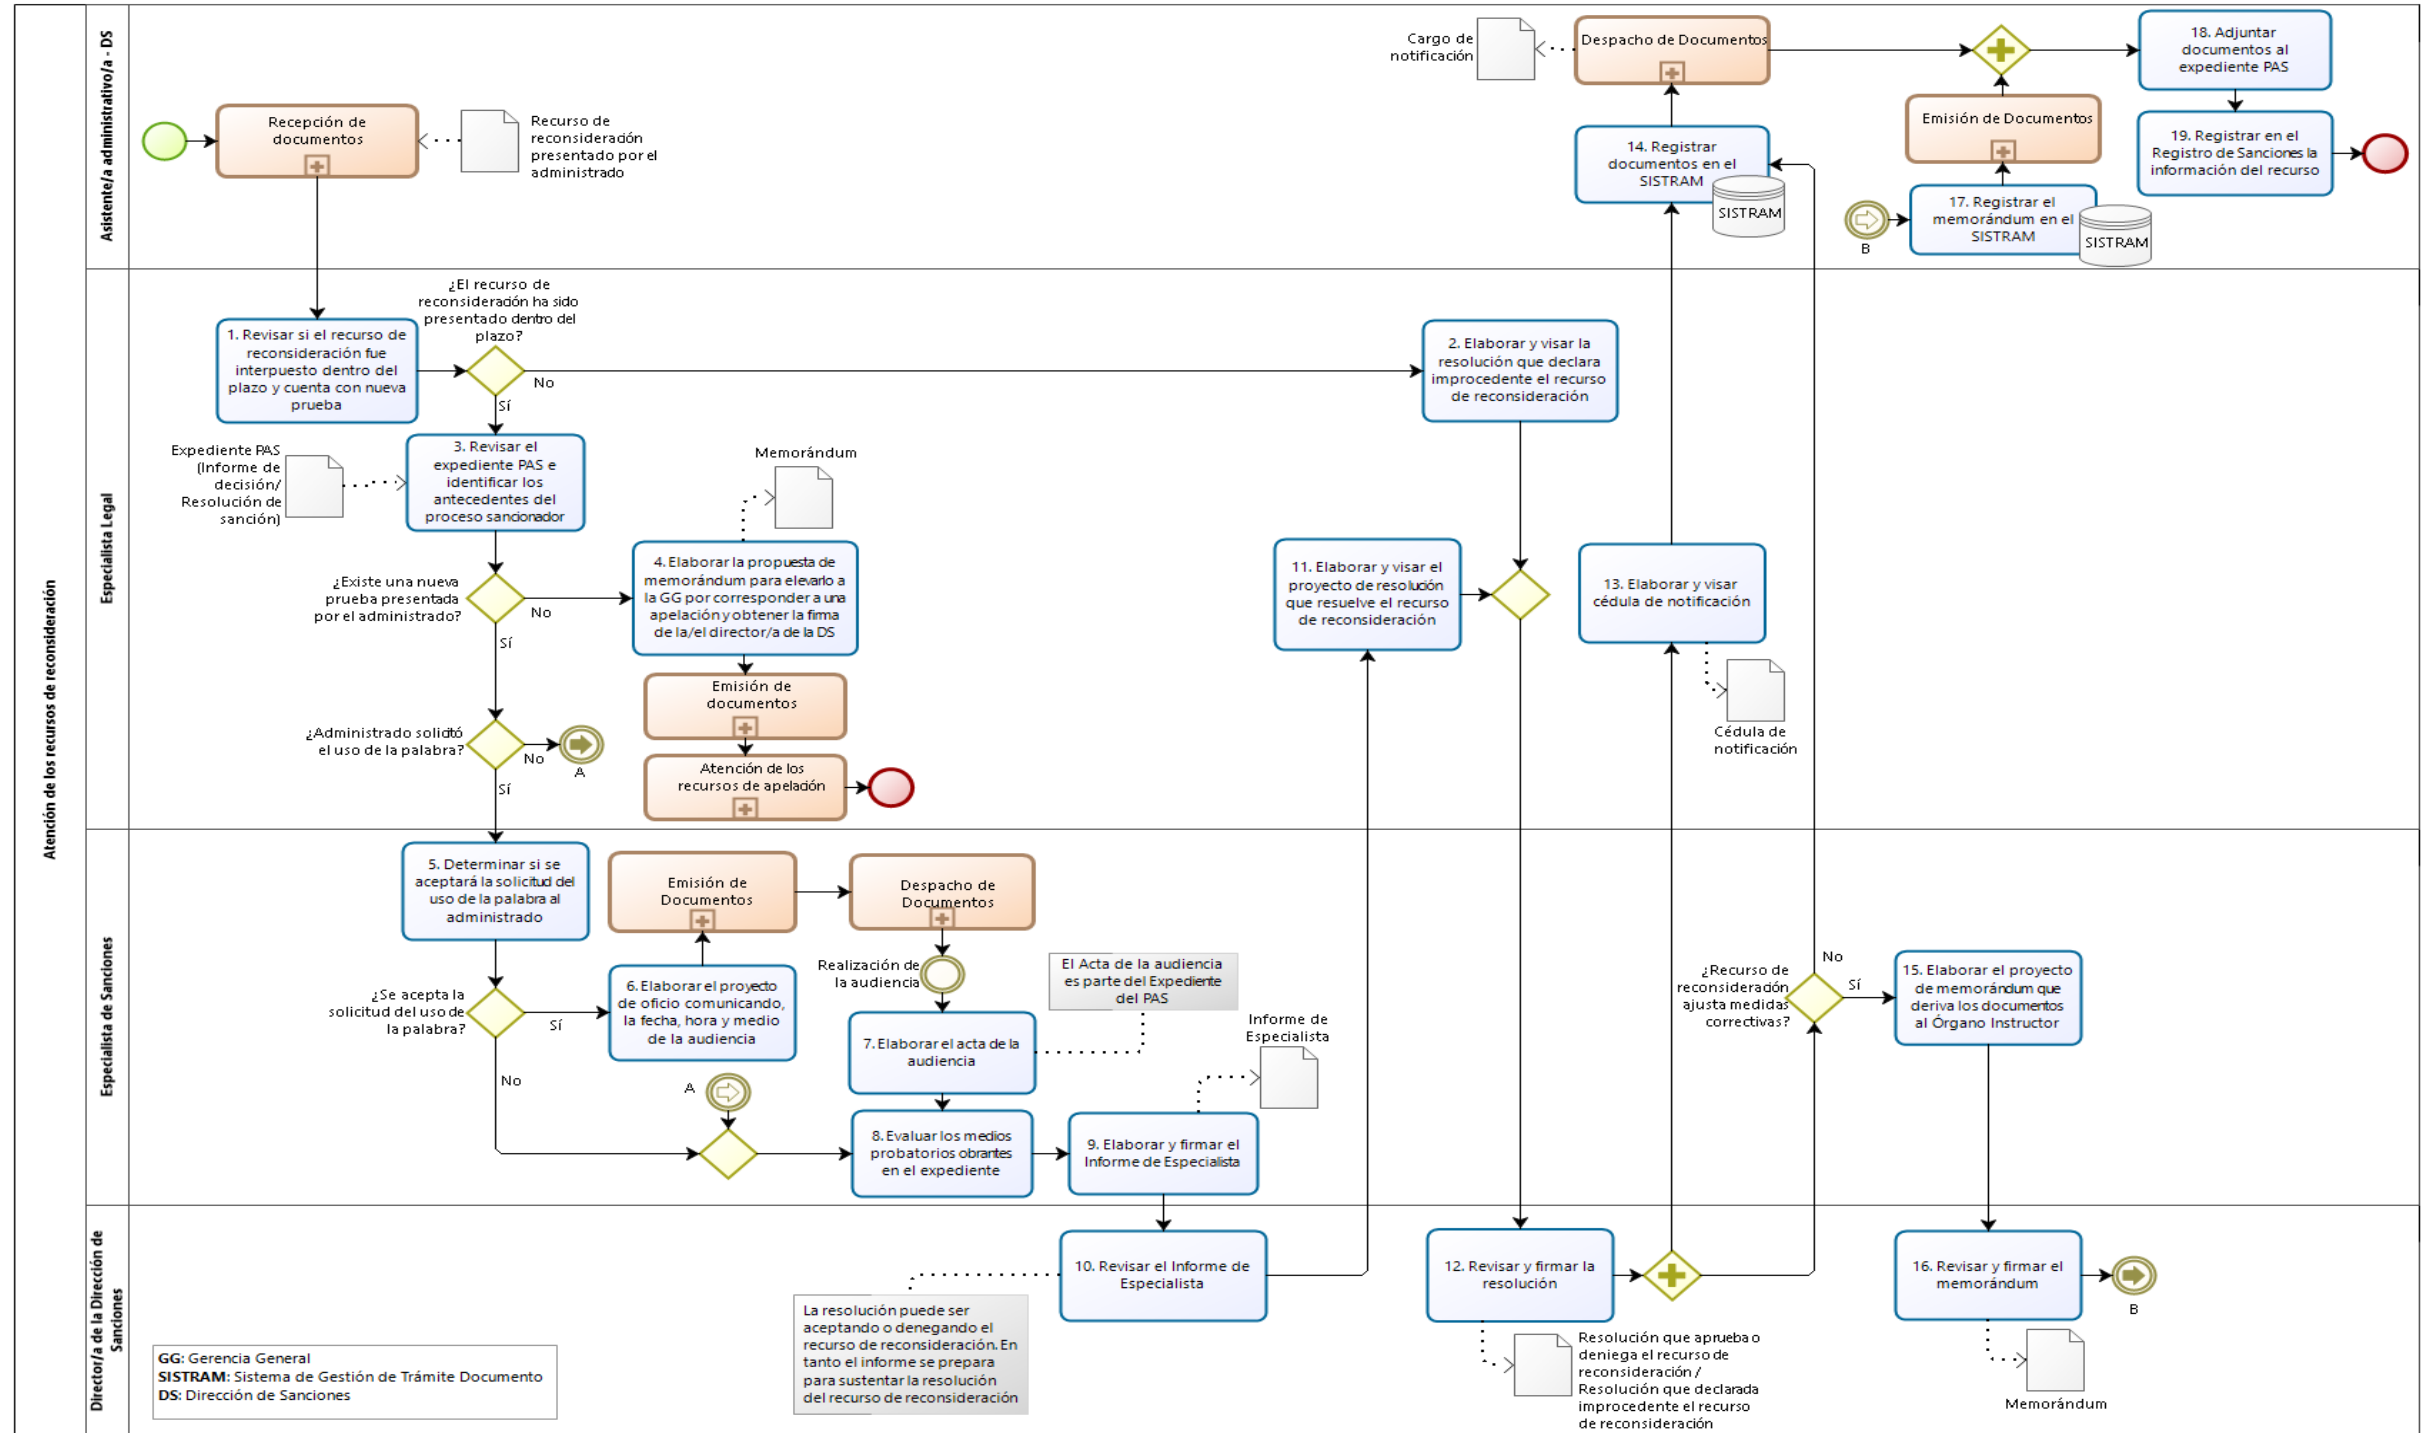 Atención de los recursos de reconsideración
Asistente/a administrativo/a - DS
Recepción de
documentos
Recurso de
reconsideración
presentado por el
administrado
Cargo de
notificación
Despacho de Documentos
14. Registrar
documentos en el
SISTRAM
SISTRAM
B
17. Registrar el
memorándum en el
SISTRAM
SISTRAM
Emisión de Documentos
18. Adjuntar
documentos al
expediente PAS
19. Registrar en el
Registro de Sanciones la
información del recurso
Especialista Legal
1. Revisar si el recurso de
reconsideración fue
interpuesto dentro del
plazo y cuenta con nueva
prueba
¿El recurso de
reconsideración ha sido
presentado dentro del
plazo?
No
Sí
2. Elaborar y visar la
resolución que declara
improcedente el recurso
de reconsideración
Expediente PAS
(Informe de
decisión/
Resolución de
sanción)
3. Revisar el
expediente PAS e
identificar los
antecedentes del
proceso sancionador
Memorándum
¿Existe una nueva
prueba presentada
por el administrado?
No
Sí
4. Elaborar la propuesta de
memorándum para elevarlo a
la GG por corresponder a una
apelación y obtener la firma
de la/el director/a de la DS
Emisión de
documentos
Atención de los
recursos de apelación
¿Administrado solicitó
el uso de la palabra?
No
A
Sí
11. Elaborar y visar el
proyecto de resolución
que resuelve el recurso
de reconsideración
13. Elaborar y visar
cédula de notificación
Cédula de
notificación
Especialista de Sanciones
5. Determinar si se
aceptará la solicitud del
uso de la palabra al
administrado
¿Se acepta la
solicitud del uso de
la palabra?
Sí
No
6. Elaborar el proyecto
de oficio comunicando,
la fecha, hora y medio
de la audiencia
Emisión de
Documentos
Despacho de
Documentos
Realización de
la audiencia
El Acta de la audiencia
es parte del Expediente
del PAS
7. Elaborar el acta de la
audiencia
A
8. Evaluar los medios
probatorios obrantes
en el expediente
9. Elaborar y firmar el
Informe de Especialista
Informe de
Especialista
¿Recurso de
reconsideración
ajusta medidas
correctivas?
No
Sí
15. Elaborar el proyecto
de memorándum que
deriva los documentos
al Órgano Instructor
Director/a de la Dirección de
Sanciones
10. Revisar el Informe de
Especialista
La resolución puede ser
aceptando o denegando el
recurso de reconsideración. En
tanto el informe se prepara
para sustentar la resolución
del recurso de reconsideración
12. Revisar y firmar la
resolución
Resolución que aprueba o
deniega el recurso de
reconsideración /
Resolución que declarada
improcedente el recurso
de reconsideración
16. Revisar y firmar el
memorándum
B
Memorándum
GG: Gerencia General
SISTRAM: Sistema de Gestión de Trámite Documento
DS: Dirección de Sanciones